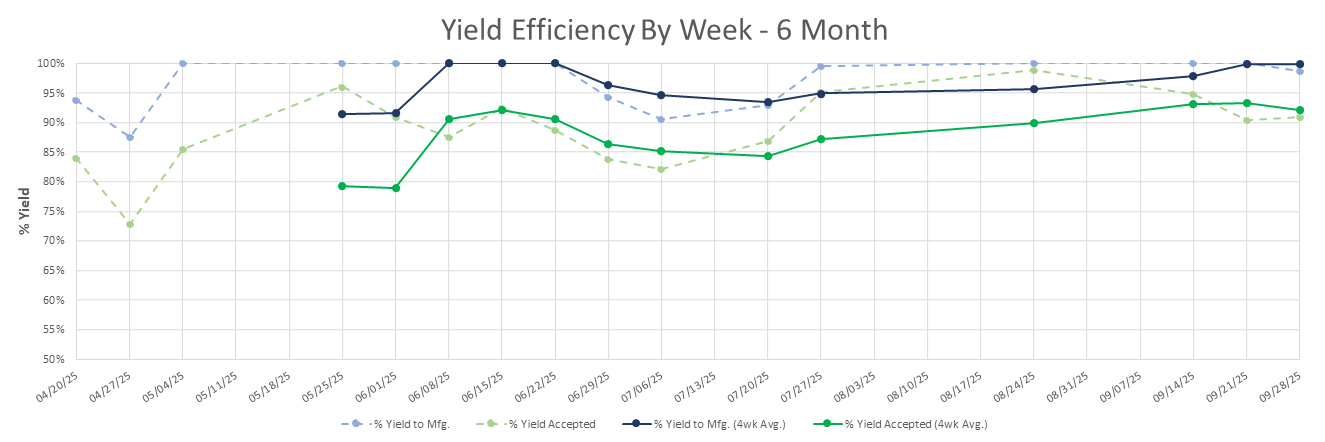 Yield Efficiency By Week - 6 Month
% Yield
100%
95%
90%
85%
80%
75%
70%
65%
60%
55%
50%
04/20/25 04/27/25 05/04/25 05/11/25 05/18/25 05/25/25 06/01/25 06/08/25 06/15/25 06/22/25 06/29/25 07/06/25 07/13/25 07/20/25 07/27/25 08/03/25 08/10/25 08/17/25 08/24/25 08/31/25 09/07/25 09/14/25 09/21/25 09/28/25
% Yield to Mfg. % Yield Accepted % Yield to Mfg. (4wk Avg.) % Yield Accepted (4wk Avg.)